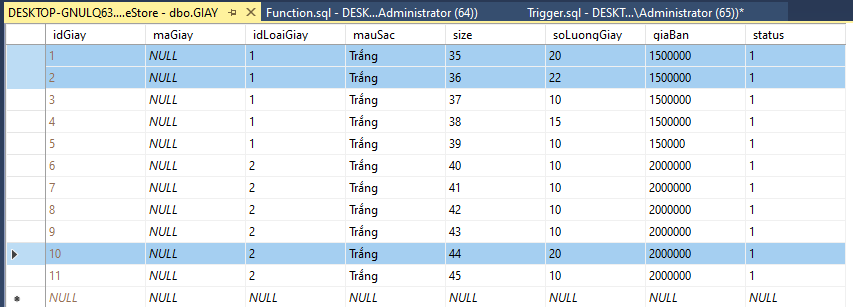 DESKTOP-GNULQ63....eStore - dbo.GIAY Function.sql - DESK...Administrator (64)) Trigger.sql - DESKT...\Administrator (65))*
idGiay maGiay idLoaiGiay mauSac size soLuongGiay giaBan status
1 NULL 1 Trắng 35 20 1500000 1
2 NULL 1 Trắng 36 22 1500000 1
3 NULL 1 Trắng 37 10 1500000 1
4 NULL 1 Trắng 38 15 1500000 1
5 NULL 1 Trắng 39 10 150000 1
6 NULL 2 Trắng 40 10 2000000 1
7 NULL 2 Trắng 41 10 2000000 1
8 NULL 2 Trắng 42 10 2000000 1
9 NULL 2 Trắng 43 10 2000000 1
10 NULL 2 Trắng 44 20 2000000 1
11 NULL 2 Trắng 45 10 2000000 1
NULL NULL NULL NULL NULL NULL NULL NULL